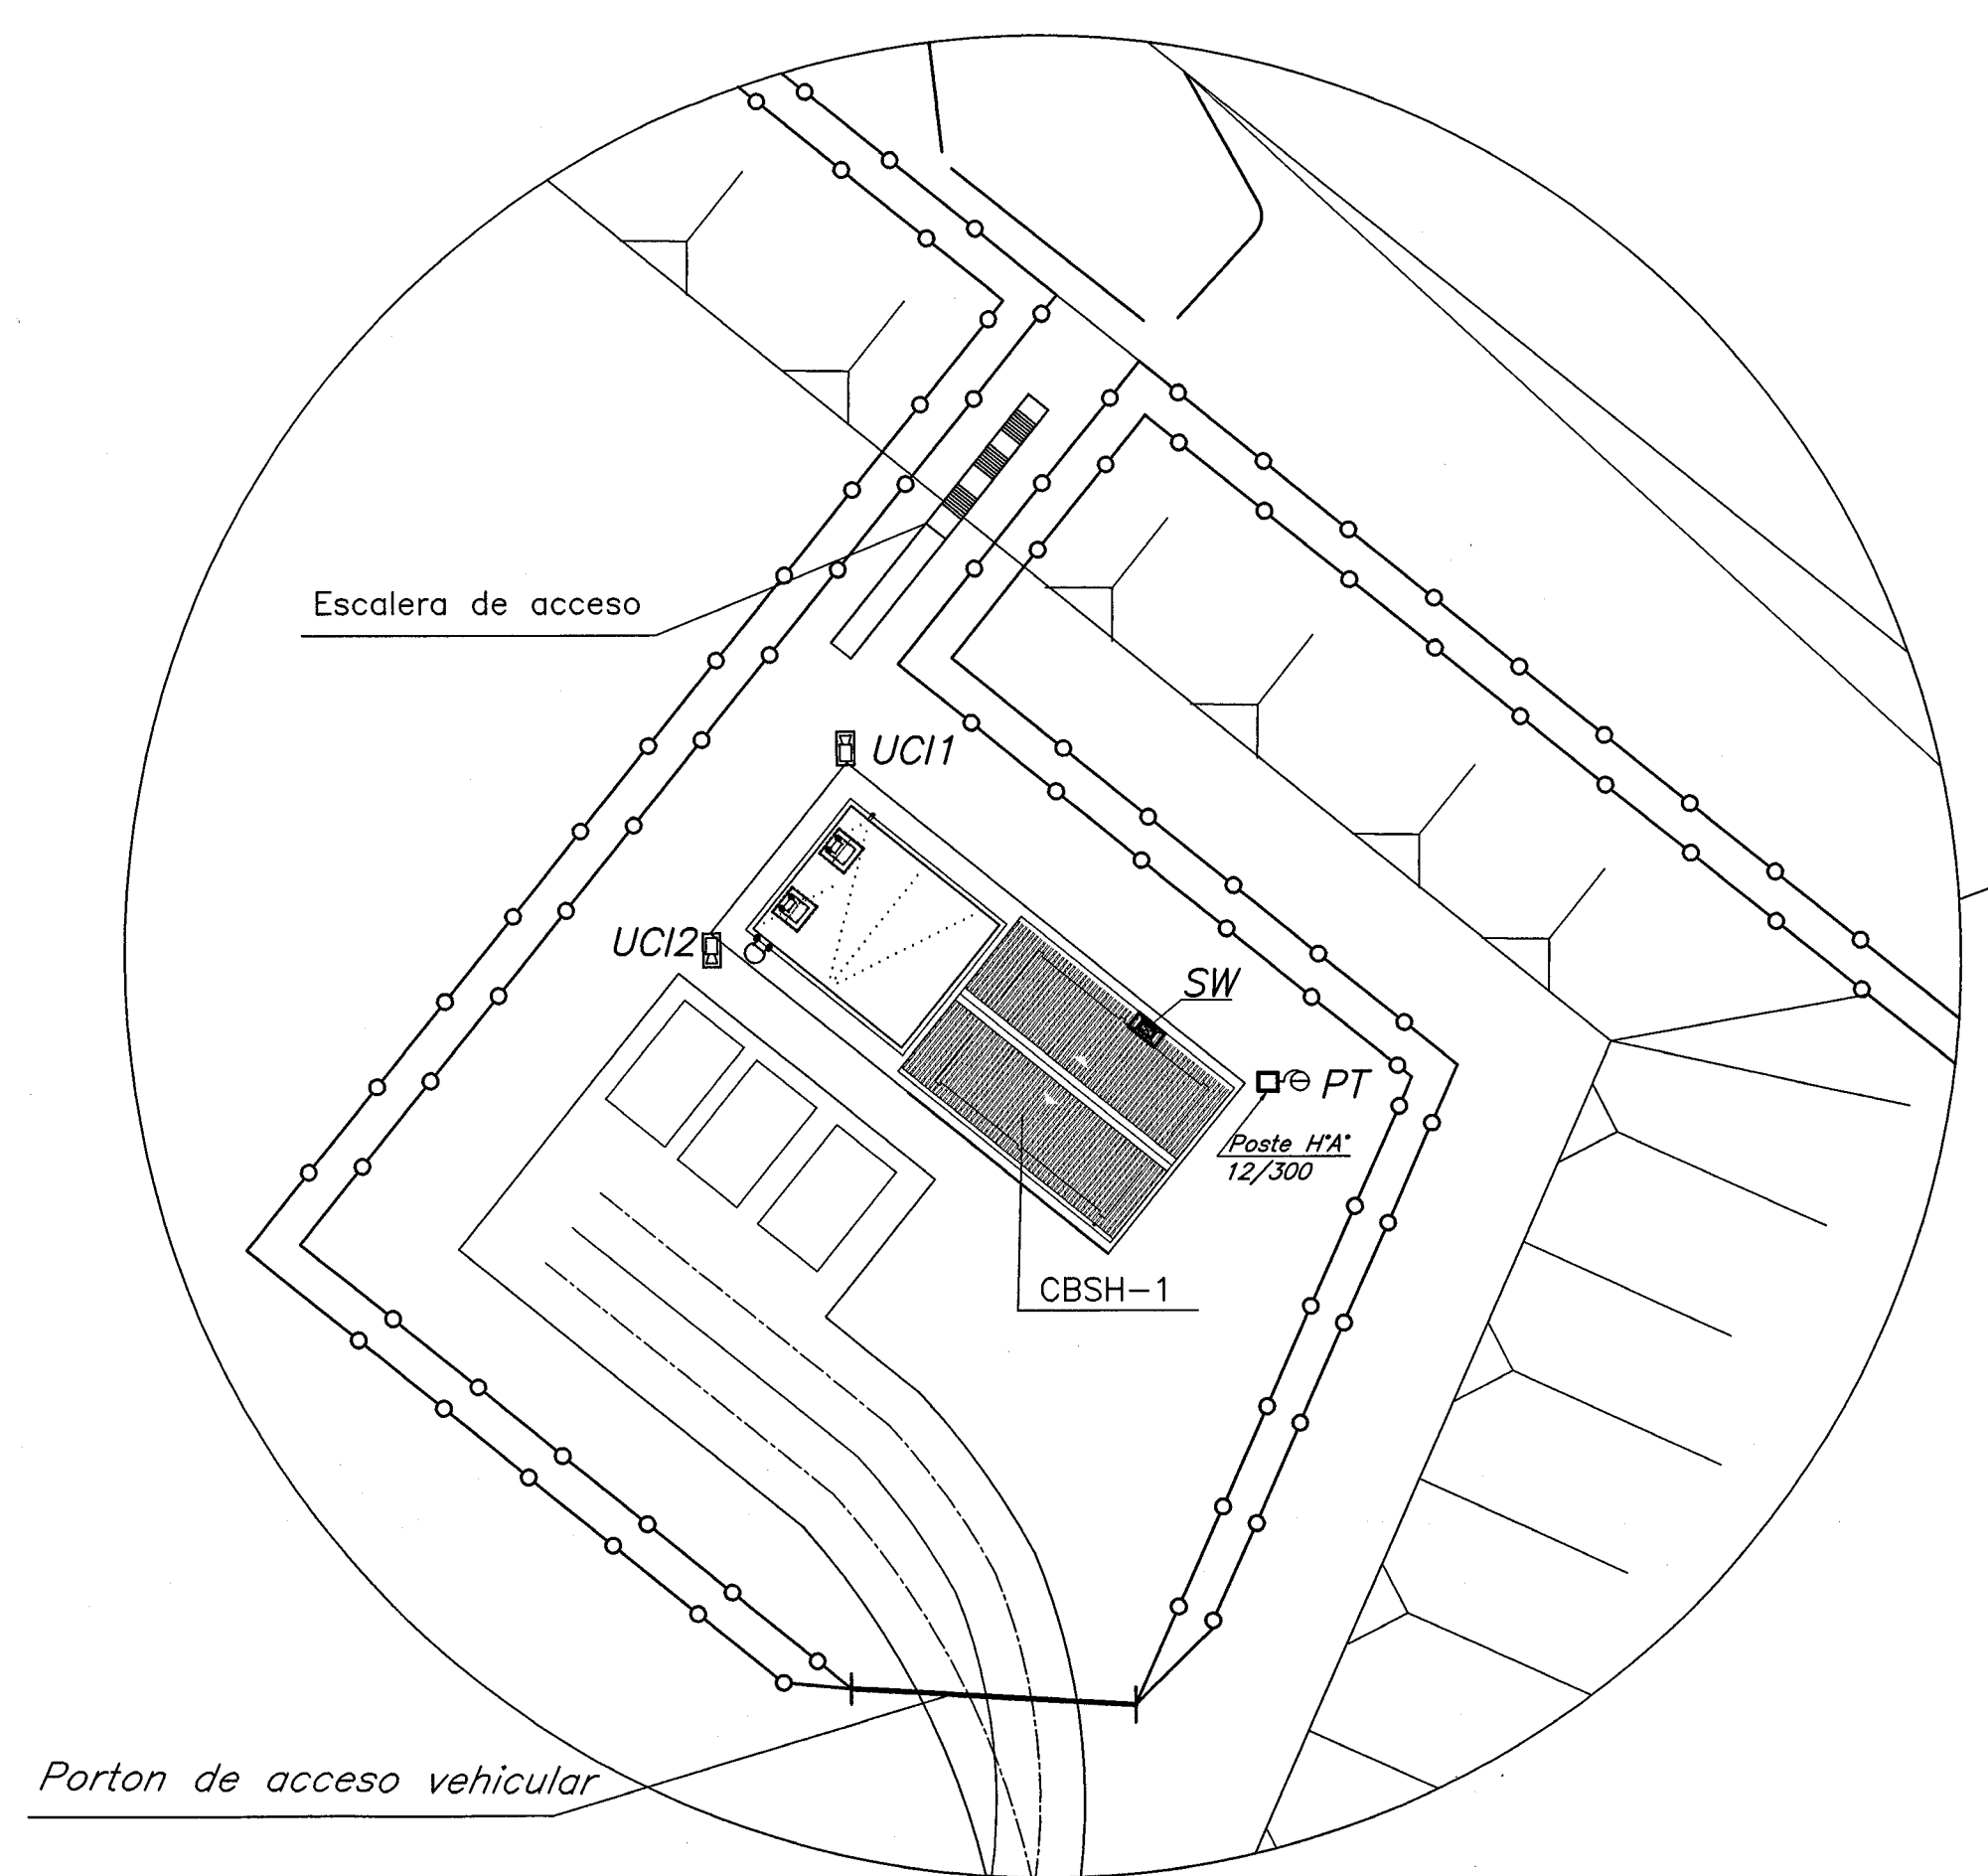 Escalera de acceso
UCI1
UCI2
SW
PT
Poste H°A°
12/300
CBSH-1
Porton de acceso vehicular